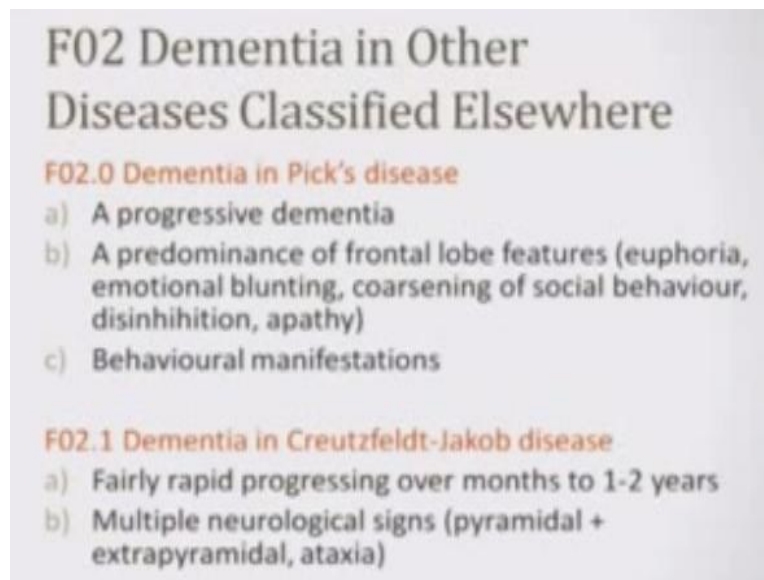 F02 Dementia in Other
Diseases Classified Elsewhere
F02.0 Dementia in Pick's disease
a) A progressive dementia
b) A predominance of frontal lobe features (euphoria,
emotional blunting, coarsening of social behaviour,
disinhihition, apathy)
c) Behavioural manifestations
F02.1 Dementia in Creutzfeldt-Jakob disease
a) Fairly rapid progressing over months to 1-2 years
b) Multiple neurological signs (pyramidal +
extrapyramidal, ataxia)